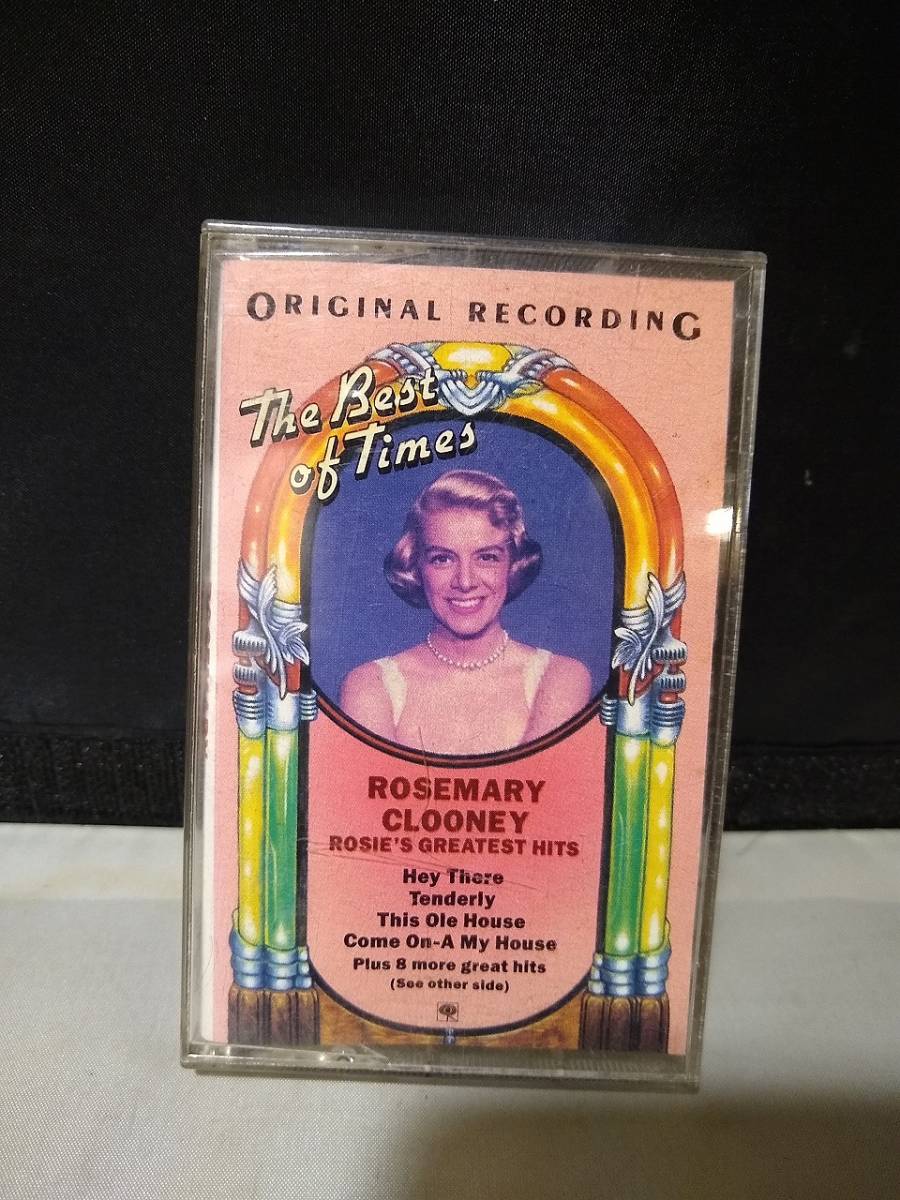 ORIGINAL RECORDING
The Best
of Times
ROSEMARY
CLOONEY
ROSIE'S GREATEST HITS
Hey There
Tenderly
This Ole House
Come On-A My House
Plus 8 more great hits
(See other side)